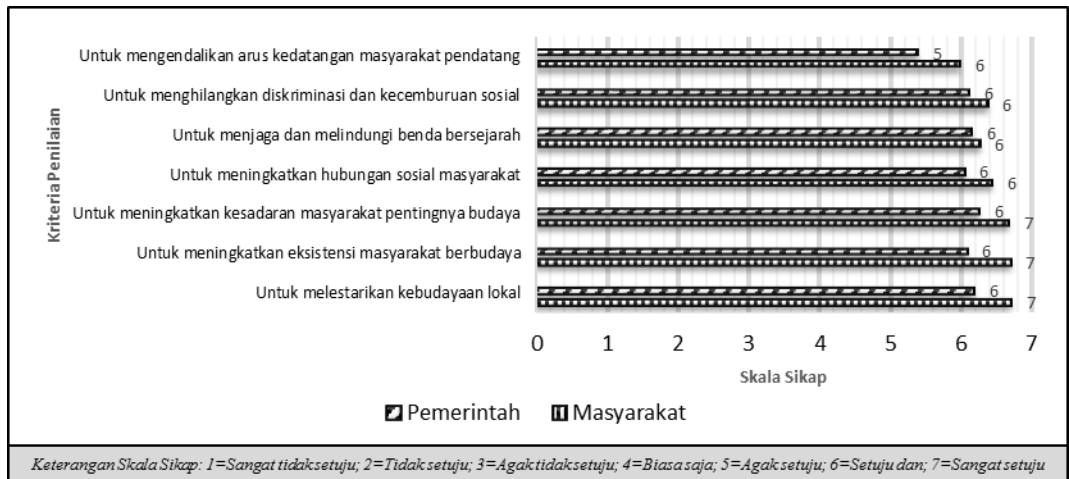 Kriteria Penilaian
Untuk mengendalikan arus kedatangan masyarakat pendatang
5
6
Untuk menghilangkan diskriminasi dan kecemburuan sosial
6
6
Untuk menjaga dan melindungi benda bersejarah
6
6
Untuk meningkatkan hubungan sosial masyarakat
6
6
Untuk meningkatkan kesadaran masyarakat pentingnya budaya
6
7
Untuk meningkatkan eksistensi masyarakat berbudaya
6
7
Untuk melestarikan kebudayaan lokal
6
7
0 1 2 3 4 5 6 7
Skala Sikap
Pemerintah Masyarakat
Keterangan Skala Sikap: 1=Sangat tidak setuju; 2=Tidak setuju; 3=Agak tidak setuju; 4=Biasa saja; 5=Agak setuju; 6=Setuju dan; 7=Sangat setuju